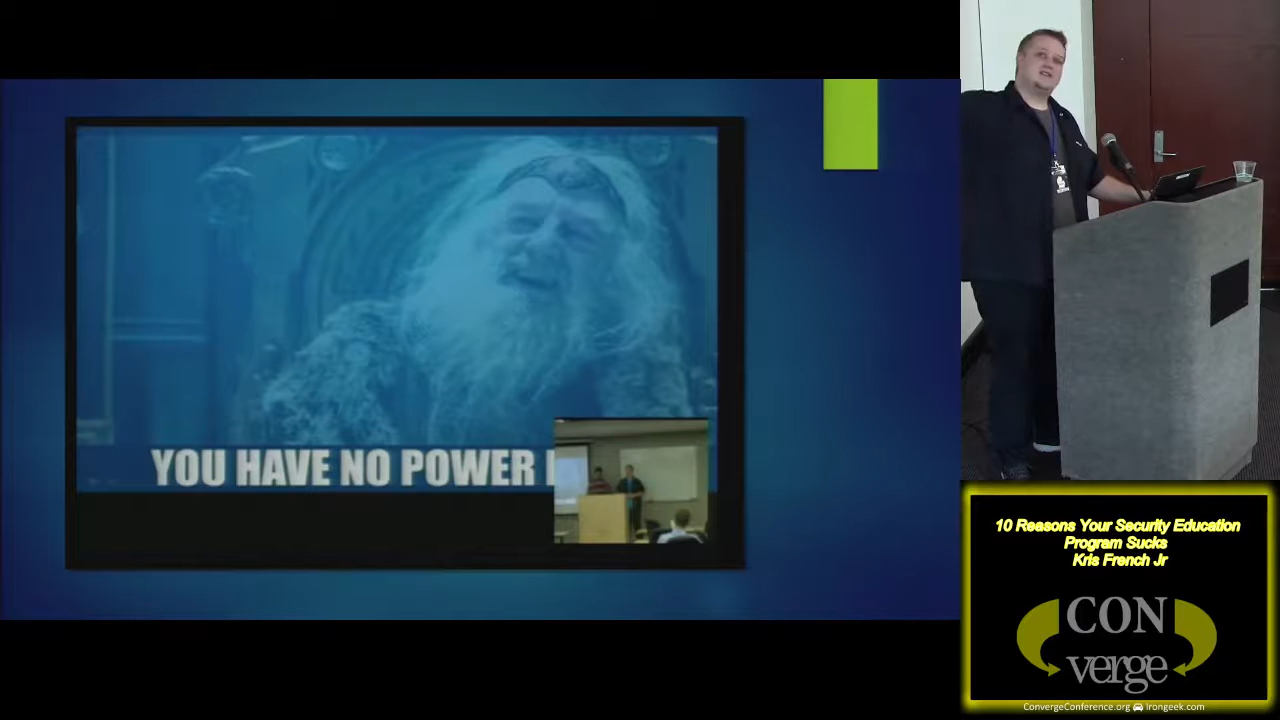 YOU HAVE NO POWER
10 Reasons Your Security Education
Program Sucks
Kris French Jr
CON
verge
ConvergeConference.org Irongeek.com